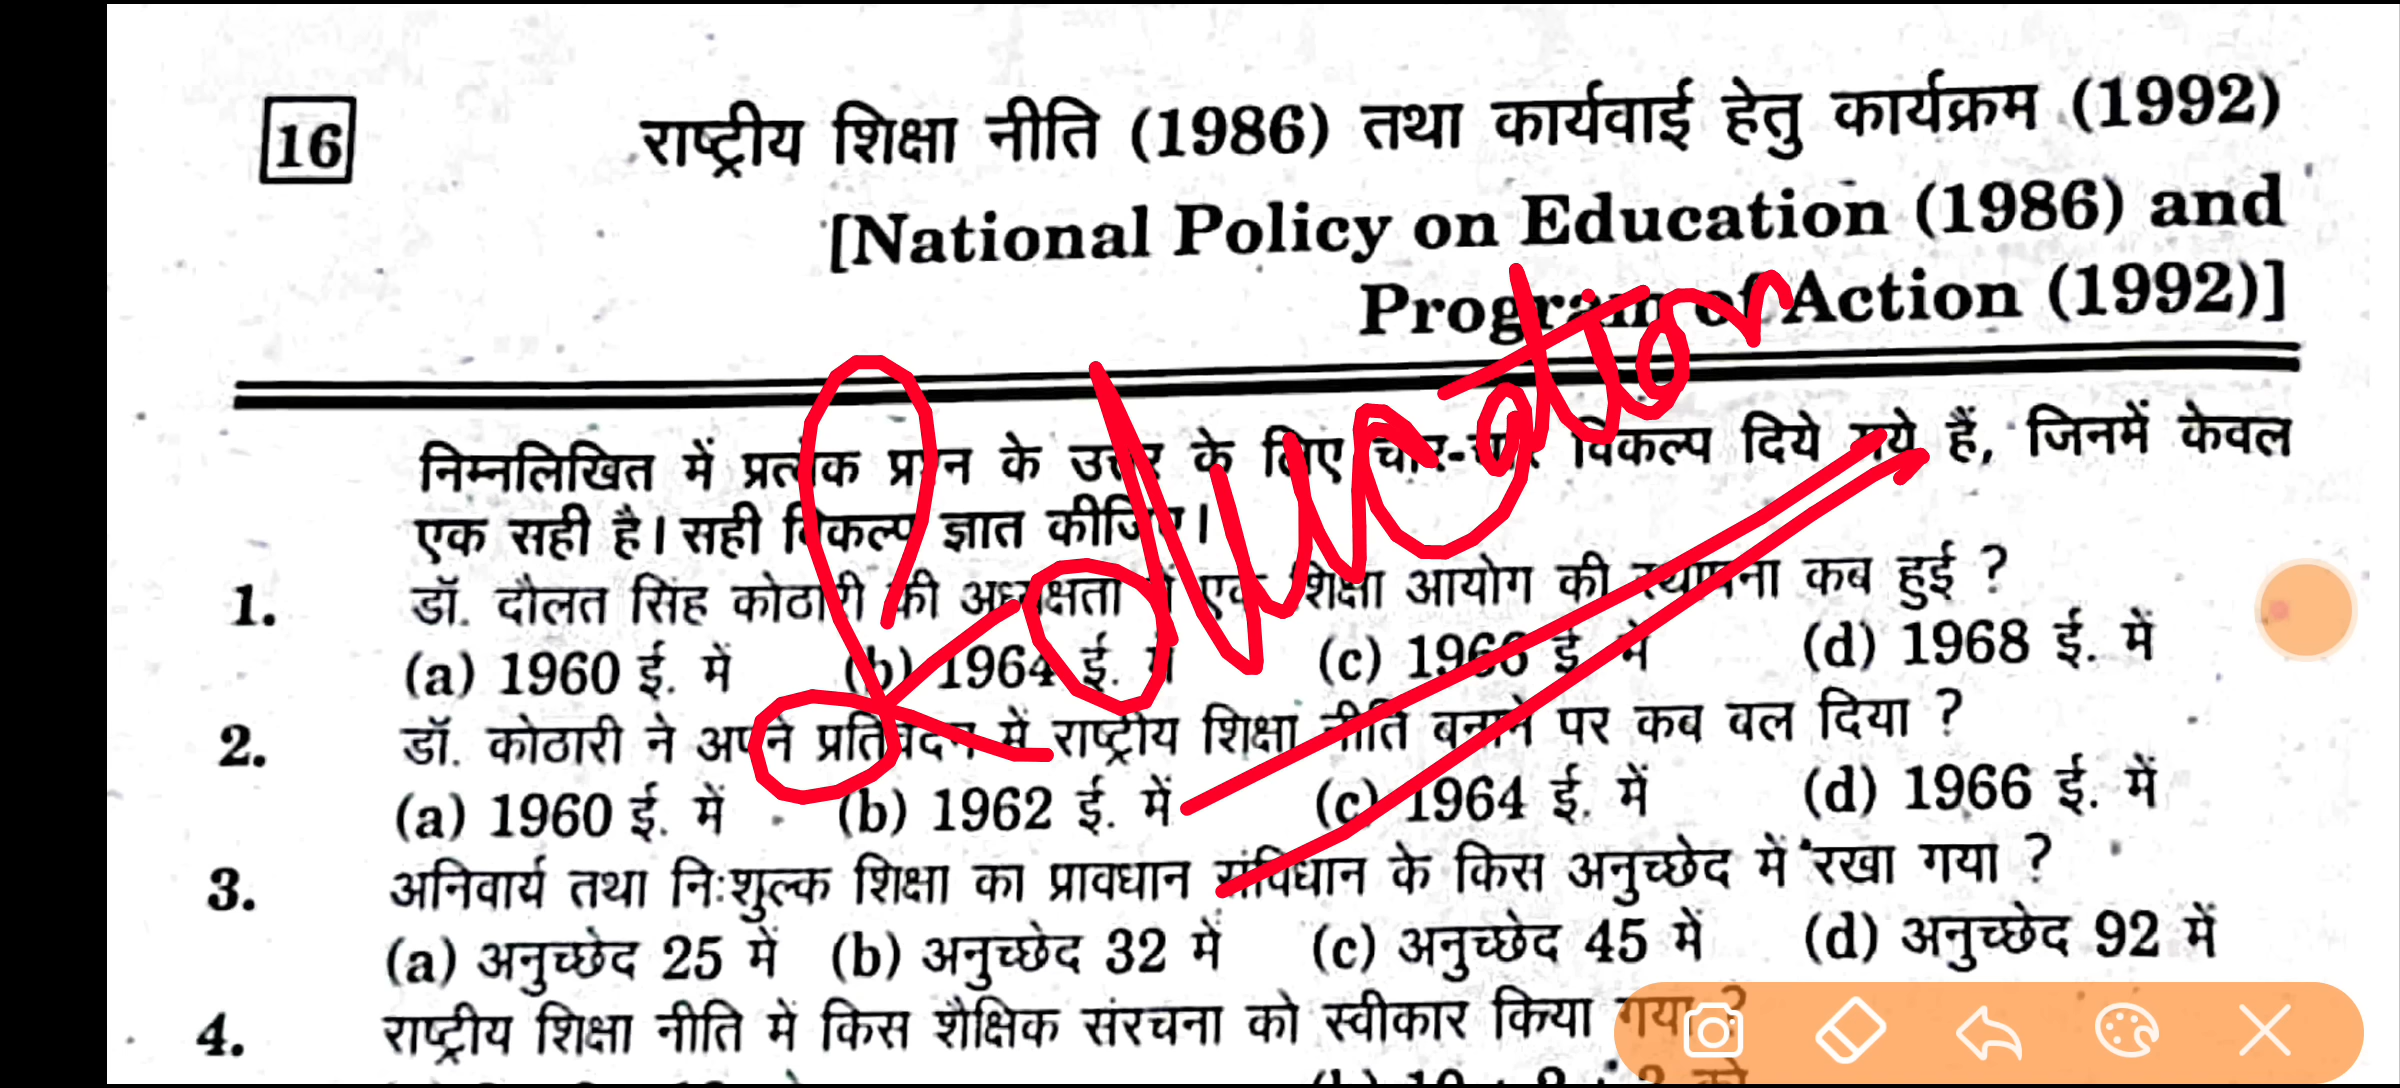 16
राष्ट्रीय शिक्षा नीति (1986) तथा कार्यवाई हेतु कार्यक्रम (1992)
[National Policy on Education (1986) and
Program of Action (1992)]
निम्नलिखित में प्रत्येक प्रश्न के उत्तर के लिए चार-चार विकल्प दिये गये हैं, जिनमें केवल
एक सही है। सही विकल्प ज्ञात कीजिए।
1. डॉ. दौलत सिंह कोठारी की अध्यक्षता में एक शिक्षा आयोग की स्थापना कब हुई ?
(a) 1960 ई. में (b) 1964 ई. में (c) 1966 ई. में (d) 1968 ई. में
2. डॉ. कोठारी ने अपने प्रतिवेदन में राष्ट्रीय शिक्षा नीति बनाने पर कब वल दिया ?
(a) 1960 ई. में (b) 1962 ई. में (c) 1964 ई. में (d) 1966 ई. में
3. अनिवार्य तथा निःशुल्क शिक्षा का प्रावधान संविधान के किस अनुच्छेद में रखा गया ?
(a) अनुच्छेद 25 में (b) अनुच्छेद 32 में (c) अनुच्छेद 45 में (d) अनुच्छेद 92 में
4. राष्ट्रीय शिक्षा नीति में किस शैक्षिक संरचना को स्वीकार किया गया ?